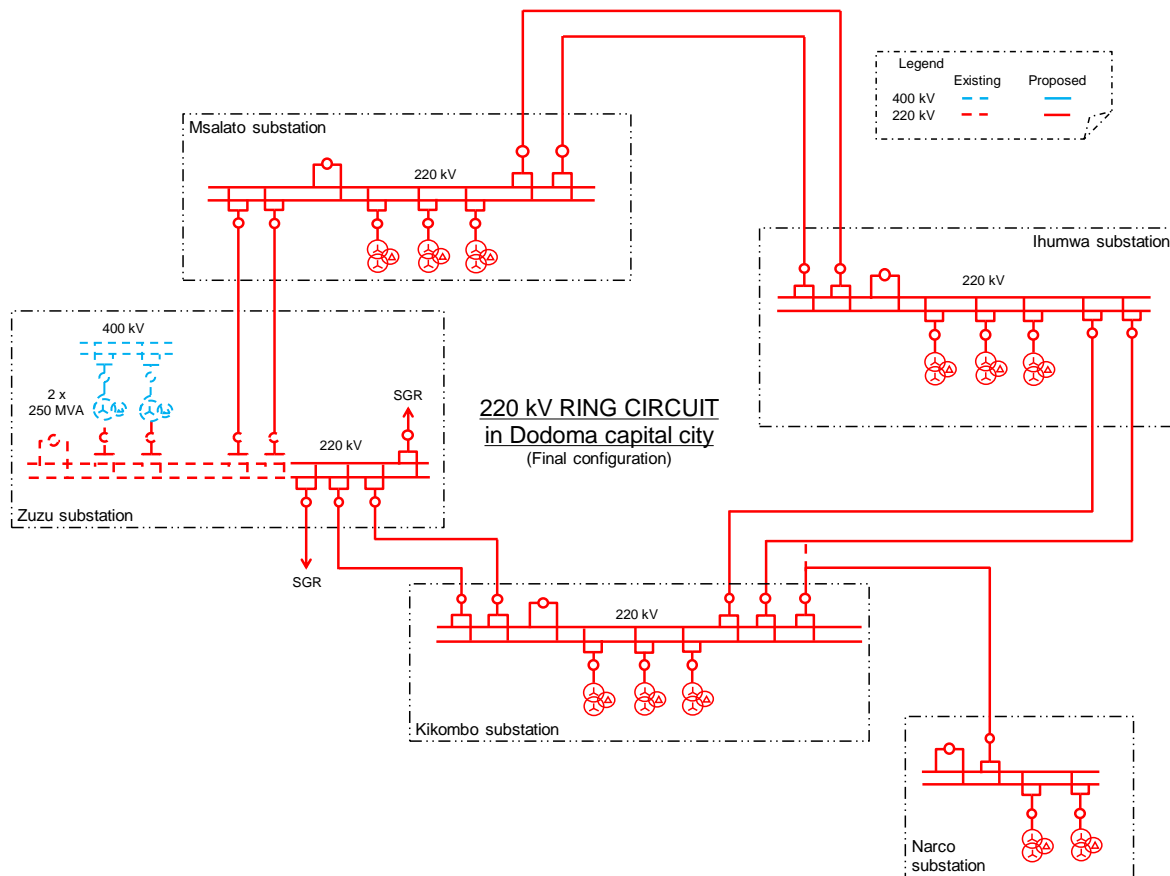 Legend
Existing Proposed
400 kV
220 kV
Msalato substation
220 kV
Ihumwa substation
220 kV
400 kV
2 x
250 MVA
SGR
220 kV
Zuzu substation
SGR
220 kV RING CIRCUIT
in Dodoma capital city
(Final configuration)
220 kV
Kikombo substation
Narco
substation